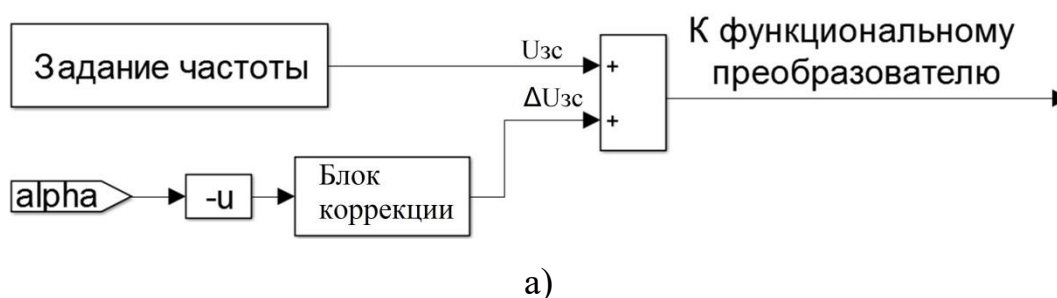 К функциональному
преобразователю
Задание частоты
Uзс
+
ΔUзс
+
alpha
-u
Блок
коррекции
а)